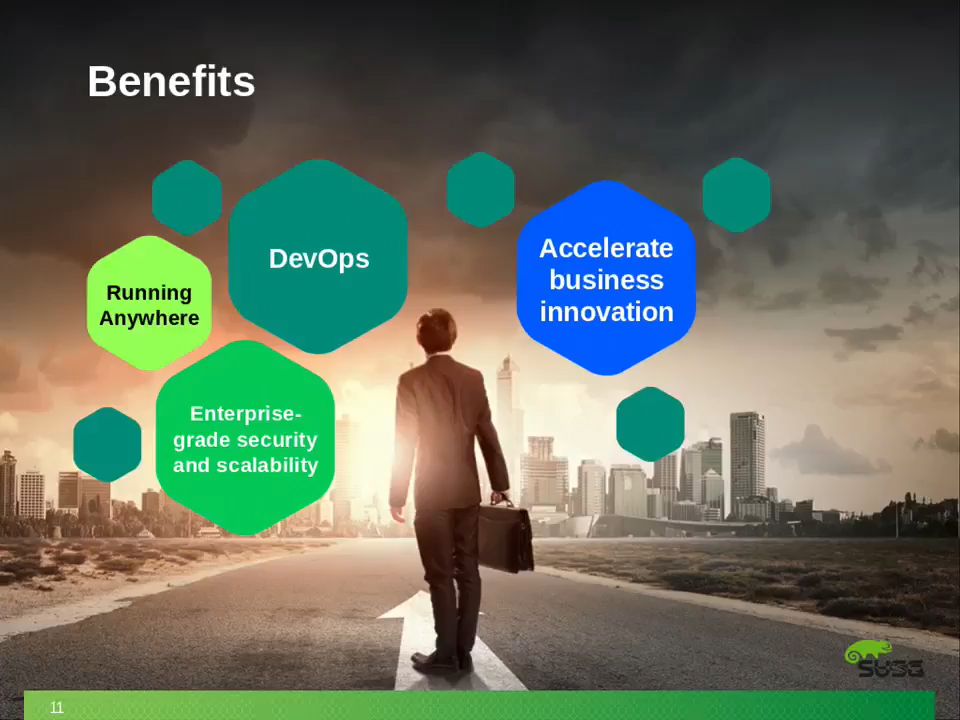 Benefits
DevOps
Accelerate
business
innovation
Running
Anywhere
Enterprise-
grade security
and scalability
SUSE
11